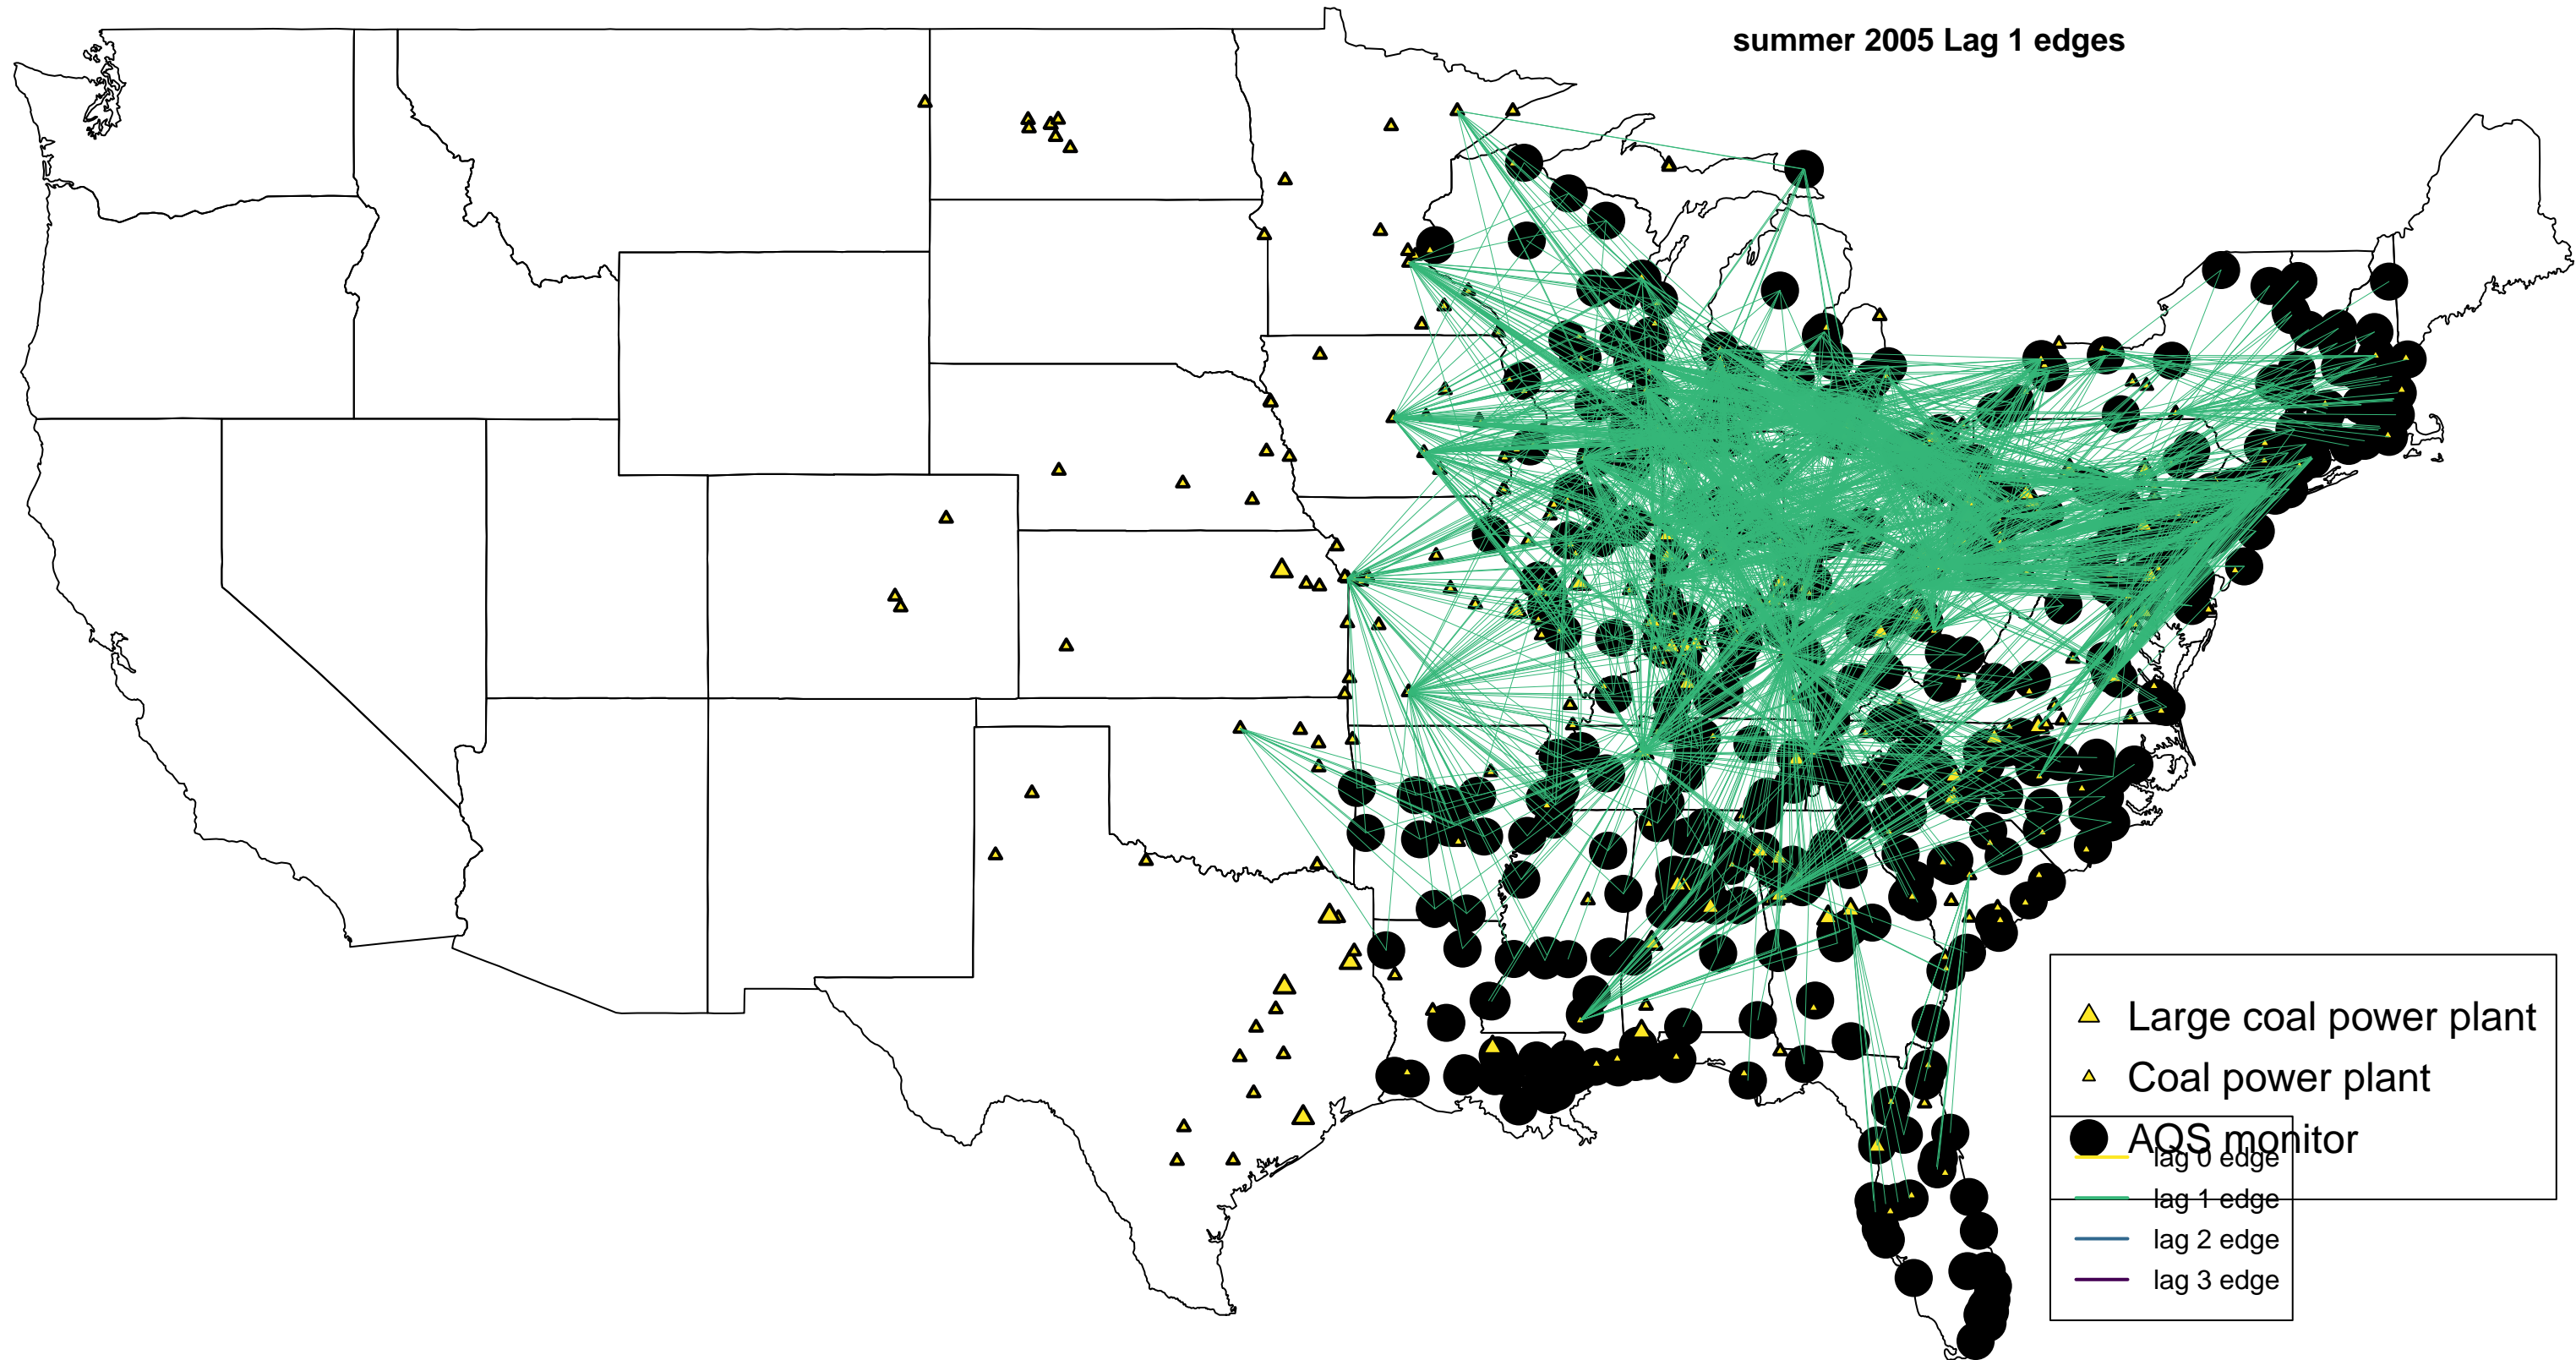 summer 2005 Lag 1 edges
Large coal power plant
Coal power plant
AQS monitor
lag 0 edge
lag 1 edge
lag 2 edge
lag 3 edge